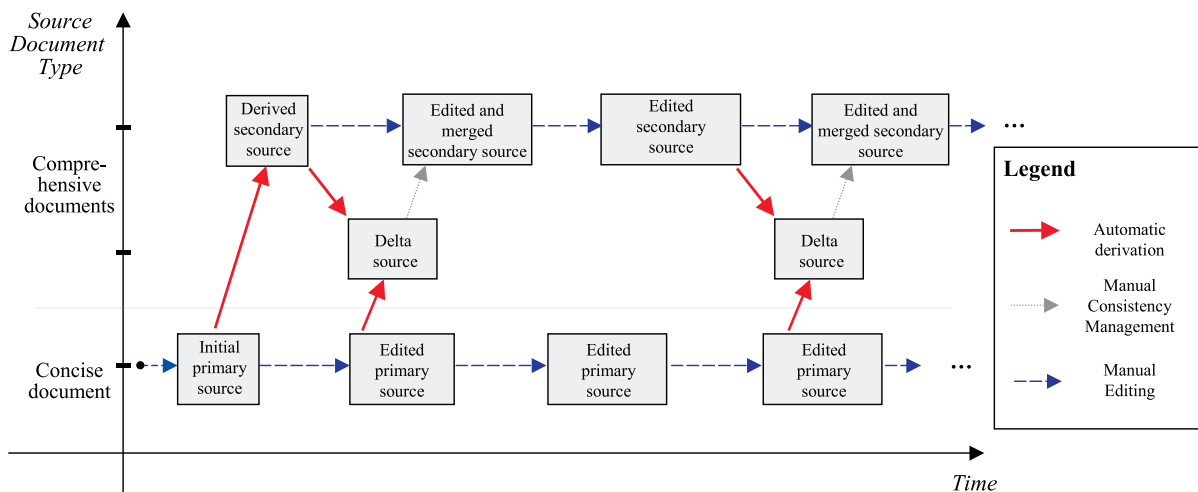 Source
Document
Type
Derived
secondary
source
Edited and
merged
secondary source
Edited
secondary
source
Edited and
merged secondary
source
...
Compre-
hensive
documents
Delta
source
Delta
source
Legend
Automatic
derivation
Manual
Consistency
Management
Manual
Editing
Concise
document
Initial
primary
source
Edited
primary
source
Edited
primary
source
Edited
primary
source
...
Time